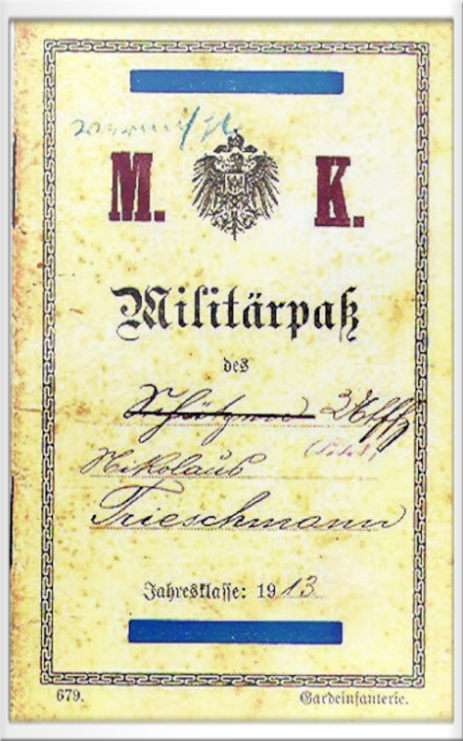 M. K.
Militärpaß
des
Nikolaus
Trieschmann
Jahresklasse: 1913
679. Gardeinfanterie.